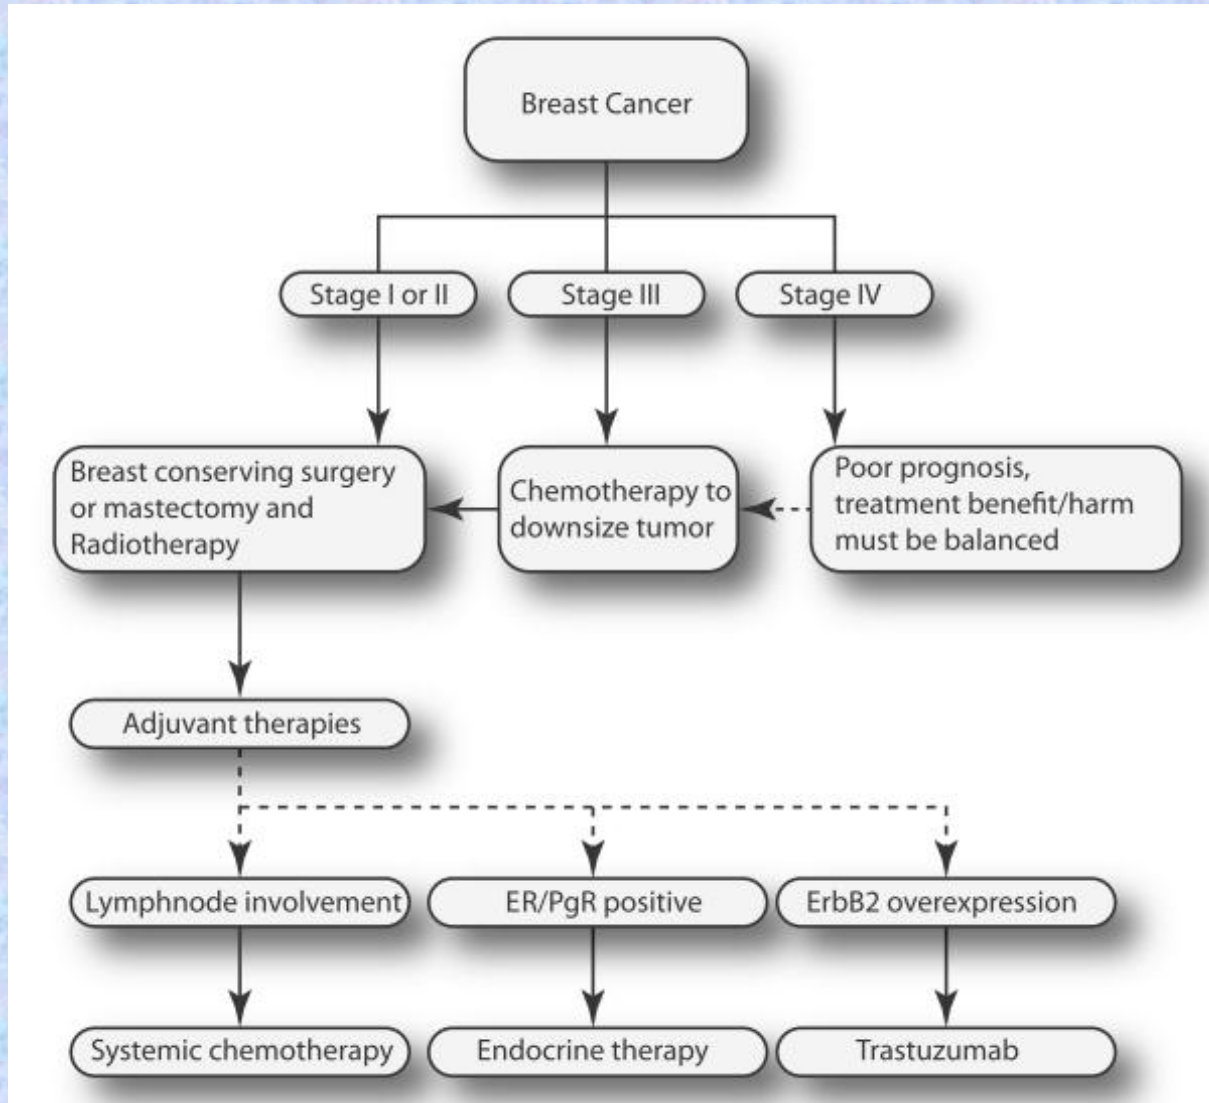 Breast Cancer
Stage I or II
Stage III
Stage IV
Breast conserving surgery
or mastectomy and
Radiotherapy
Chemotherapy to
downsize tumor
Poor prognosis,
treatment benefit/harm
must be balanced
Adjuvant therapies
Lymphnode involvement
ER/PgR positive
ErbB2 overexpression
Systemic chemotherapy
Endocrine therapy
Trastuzumab